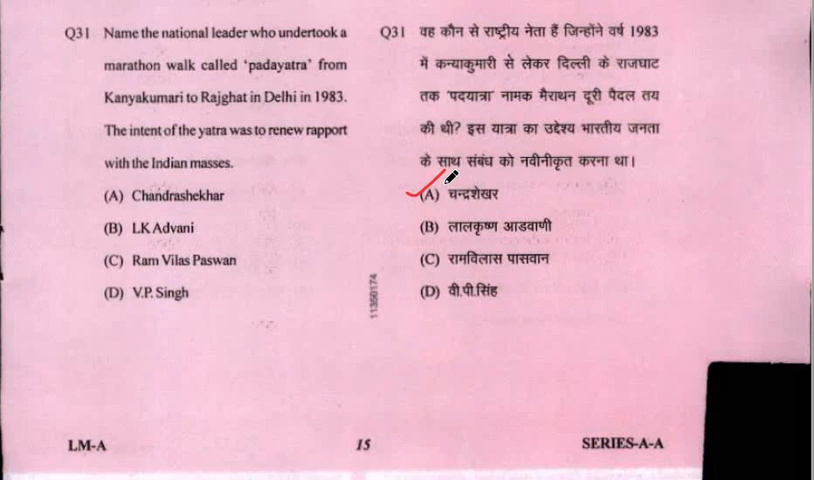 Q31 Name the national leader who undertook a
marathon walk called 'padayatra' from
Kanyakumari to Rajghat in Delhi in 1983.
The intent of the yatra was to renew rapport
with the Indian masses.
(A) Chandrashekhar
(B) LK Advani
(C) Ram Vilas Paswan
(D) V.P. Singh
Q31 वह कौन से राष्ट्रीय नेता हैं जिन्होंने वर्ष 1983
में कन्याकुमारी से लेकर दिल्ली के राजघाट
तक 'पदयात्रा' नामक मैराथन दूरी पैदल तय
की थी? इस यात्रा का उद्देश्य भारतीय जनता
के साथ संबंध को नवीनीकृत करना था।
(A) चन्द्रशेखर
(B) लालकृष्ण आडवाणी
(C) रामविलास पासवान
(D) वी.पी.सिंह
11350174
LM-A
15
SERIES-A-A